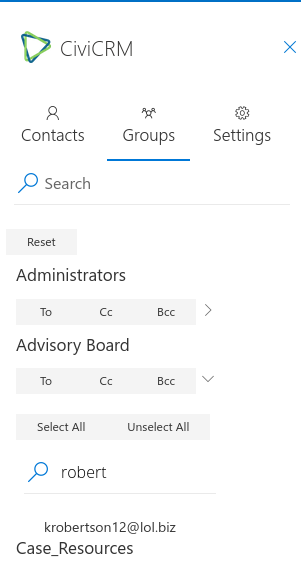 CiviCRM
Contacts Groups Settings
Search
Reset
Administrators
To Cc Bcc
Advisory Board
To Cc Bcc
Select All Unselect All
robert
krobertson12@lol.biz
Case_Resources